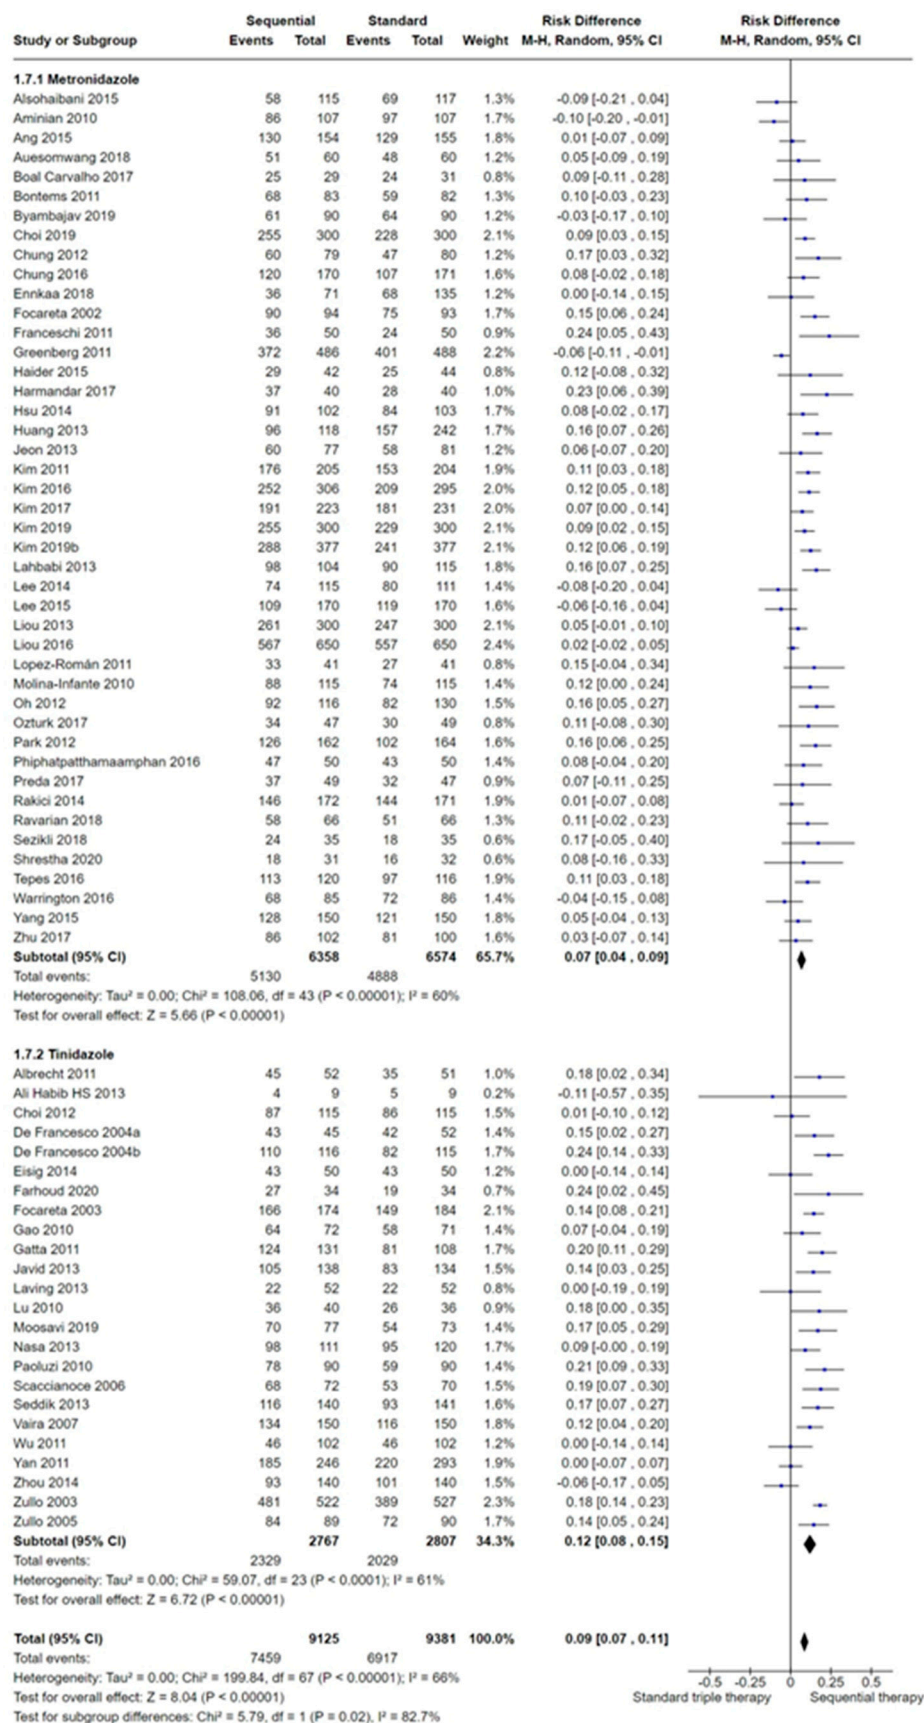 Sequential Standard Risk Difference Risk Difference
Study or Subgroup Events Total Events Total Weight M-H, Random, 95% CI M-H, Random, 95% CI
1.7.1 Metronidazole
Alsohaibani 2015 58 115 69 117 1.3% -0.09 [-0.21 , 0.04]
Aminian 2010 86 107 97 107 1.7% -0.10 [-0.20 , -0.01]
Ang 2015 130 154 129 155 1.8% 0.01 [-0.07 , 0.09]
Auesomwang 2018 51 60 48 60 1.2% 0.05 [-0.09 , 0.19]
Boal Carvalho 2017 25 29 24 31 0.8% 0.09 [-0.11 , 0.28]
Bontems 2011 68 83 59 82 1.2% 0.10 [-0.03 , 0.23]
Byambajav 2019 61 90 64 90 1.2% -0.03 [-0.17 , 0.10]
Choi 2019 255 300 228 300 2.1% 0.09 [0.03 , 0.15]
Chung 2012 60 79 47 80 1.2% 0.17 [0.03 , 0.32]
Chung 2016 120 170 107 171 1.6% 0.08 [-0.02 , 0.18]
Ennkaa 2018 36 71 68 135 1.2% 0.00 [-0.14 , 0.15]
Focareta 2002 90 94 75 93 1.7% 0.15 [0.06 , 0.24]
Franceschi 2011 36 50 24 50 0.9% 0.24 [0.05 , 0.43]
Greenberg 2011 372 486 401 488 2.2% -0.06 [-0.11 , -0.01]
Haider 2015 29 42 25 44 0.8% 0.12 [-0.08 , 0.32]
Harmandar 2017 37 40 28 40 1.0% 0.23 [0.06 , 0.39]
Hsu 2014 91 102 84 103 1.7% 0.08 [-0.02 , 0.17]
Huang 2013 96 118 157 242 1.7% 0.16 [0.07 , 0.26]
Jeon 2013 60 77 58 81 1.2% 0.06 [-0.07 , 0.20]
Kim 2011 176 205 153 204 1.9% 0.11 [0.03 , 0.18]
Kim 2016 252 306 209 295 2.0% 0.12 [0.05 , 0.18]
Kim 2017 191 223 181 231 2.0% 0.07 [0.00 , 0.14]
Kim 2019 255 300 229 300 2.1% 0.09 [0.02 , 0.15]
Kim 2019b 288 377 241 377 2.1% 0.12 [0.06 , 0.19]
Lahbabi 2013 98 104 90 115 1.8% 0.16 [0.07 , 0.25]
Lee 2014 74 115 80 111 1.4% -0.08 [-0.20 , 0.04]
Lee 2015 109 170 119 170 1.6% -0.06 [-0.16 , 0.04]
Liou 2013 261 300 247 300 2.1% 0.05 [-0.01 , 0.10]
Liou 2016 567 650 557 650 2.4% 0.02 [-0.02 , 0.05]
Lopez-Román 2011 33 41 27 41 0.8% 0.15 [-0.04 , 0.34]
Molina-Infante 2010 88 115 74 115 1.4% 0.12 [0.00 , 0.24]
Oh 2012 92 116 82 130 1.5% 0.16 [0.05 , 0.27]
Ozturk 2017 34 47 30 49 0.8% 0.11 [-0.08 , 0.30]
Park 2012 126 162 102 164 1.6% 0.16 [0.06 , 0.25]
Phiphatpatthamaamphan 2016 47 50 43 50 1.4% 0.08 [-0.04 , 0.20]
Preda 2017 37 49 32 47 0.9% 0.07 [-0.11 , 0.25]
Rakici 2014 146 172 144 171 1.9% 0.01 [-0.07 , 0.08]
Ravarian 2018 58 66 51 66 1.3% 0.11 [-0.02 , 0.23]
Sezikli 2018 24 35 18 35 0.6% 0.17 [-0.05 , 0.40]
Shrestha 2020 18 31 16 32 0.6% 0.08 [-0.16 , 0.33]
Tepes 2016 113 120 97 116 1.9% 0.11 [0.03 , 0.18]
Warrington 2016 68 85 72 86 1.4% -0.04 [-0.15 , 0.08]
Yang 2015 128 150 121 150 1.8% 0.05 [-0.04 , 0.13]
Zhu 2017 86 102 81 100 1.6% 0.03 [-0.07 , 0.14]
Subtotal (95% CI) 6358 6574 65.7% 0.07 [0.04 , 0.09]
Total events: 5130 4888
Heterogeneity: Tau² = 0.00; Chi² = 108.06, df = 43 (P < 0.00001); I² = 60%
Test for overall effect: Z = 5.66 (P < 0.00001)
1.7.2 Tinidazole
Albrecht 2011 45 52 35 51 1.0% 0.18 [0.02 , 0.34]
Ali Habib HS 2013 4 9 5 9 0.2% -0.11 [-0.57 , 0.35]
Choi 2012 87 115 86 115 1.5% 0.01 [-0.10 , 0.12]
De Francesco 2004a 43 45 42 52 1.4% 0.15 [0.02 , 0.27]
De Francesco 2004b 110 116 82 115 1.7% 0.24 [0.14 , 0.33]
Eisig 2014 43 50 43 50 1.2% 0.00 [-0.14 , 0.14]
Farhoud 2020 27 34 19 34 0.7% 0.24 [0.02 , 0.45]
Focareta 2003 166 174 149 184 2.1% 0.14 [0.08 , 0.21]
Gao 2010 64 72 58 71 1.4% 0.07 [-0.04 , 0.19]
Gatta 2011 124 131 81 108 1.7% 0.20 [0.11 , 0.29]
Javid 2013 105 138 83 134 1.5% 0.14 [0.03 , 0.25]
Laving 2013 22 52 22 52 0.8% 0.00 [-0.19 , 0.19]
Lu 2010 36 40 26 36 0.9% 0.18 [0.00 , 0.35]
Moosavi 2019 70 77 54 73 1.4% 0.17 [0.05 , 0.29]
Nasa 2013 98 111 95 120 1.7% 0.09 [-0.00 , 0.19]
Paoluzi 2010 78 90 59 90 1.4% 0.21 [0.09 , 0.33]
Scaccianoce 2006 68 72 53 70 1.5% 0.19 [0.07 , 0.30]
Seddik 2013 116 140 93 141 1.6% 0.17 [0.07 , 0.27]
Vaira 2007 134 150 116 150 1.8% 0.12 [0.04 , 0.20]
Wu 2011 46 102 46 102 1.2% 0.00 [-0.14 , 0.14]
Yan 2011 185 246 220 293 1.9% 0.00 [-0.07 , 0.07]
Zhou 2014 93 140 101 140 1.5% -0.06 [-0.17 , 0.05]
Zullo 2003 481 522 389 527 2.3% 0.18 [0.14 , 0.23]
Zullo 2005 84 89 72 90 1.7% 0.14 [0.05 , 0.24]
Subtotal (95% CI) 2767 2807 34.3% 0.12 [0.08 , 0.15]
Total events: 2329 2029
Heterogeneity: Tau² = 0.00; Chi² = 59.07, df = 23 (P < 0.0001); I² = 61%
Test for overall effect: Z = 6.72 (P < 0.00001)
Total (95% CI) 9125 9381 100.0% 0.09 [0.07 , 0.11]
Total events: 7459 6917
Heterogeneity: Tau² = 0.00; Chi² = 199.84, df = 67 (P < 0.00001); I² = 66%
Test for overall effect: Z = 8.04 (P < 0.00001)
Test for subgroup differences: Chi² = 5.79, df = 1 (P = 0.02), I² = 82.7%
-0.5 -0.25 0 0.25 0.5
Standard triple therapy Sequential therapy